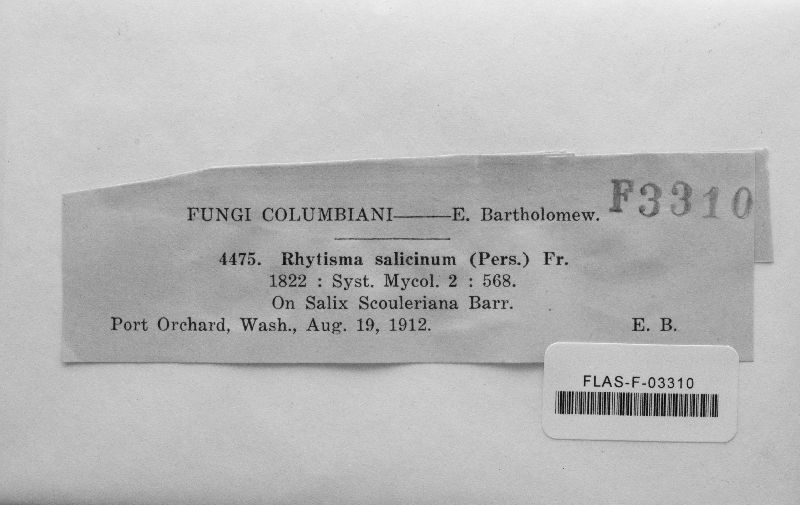 F3310
FUNGI COLUMBIANI——E. Bartholomew.
4475. Rhytisma salicinum (Pers.) Fr.
1822 : Syst. Mycol. 2 : 568.
On Salix Scouleriana Barr.
Port Orchard, Wash., Aug. 19, 1912. E. B.
FLAS-F-03310